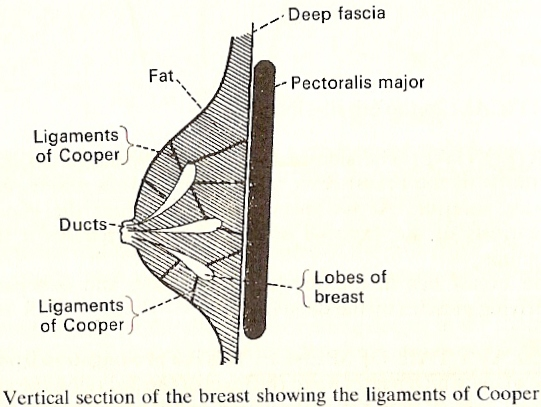 Deep fascia
Fat
Pectoralis major
Ligaments
of Cooper
Ducts
Lobes of
breast
Ligaments
of Cooper
Vertical section of the breast showing the ligaments of Cooper